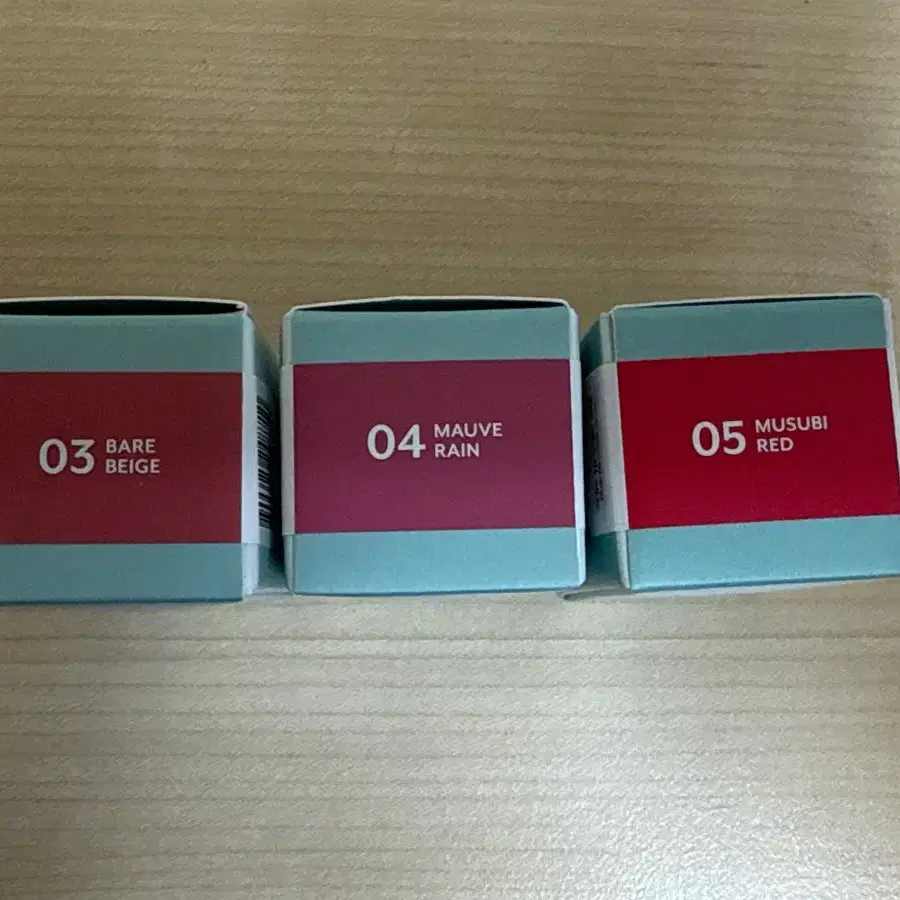 03 BARE
BEIGE
04 MAUVE
RAIN
05 MUSUBI
RED